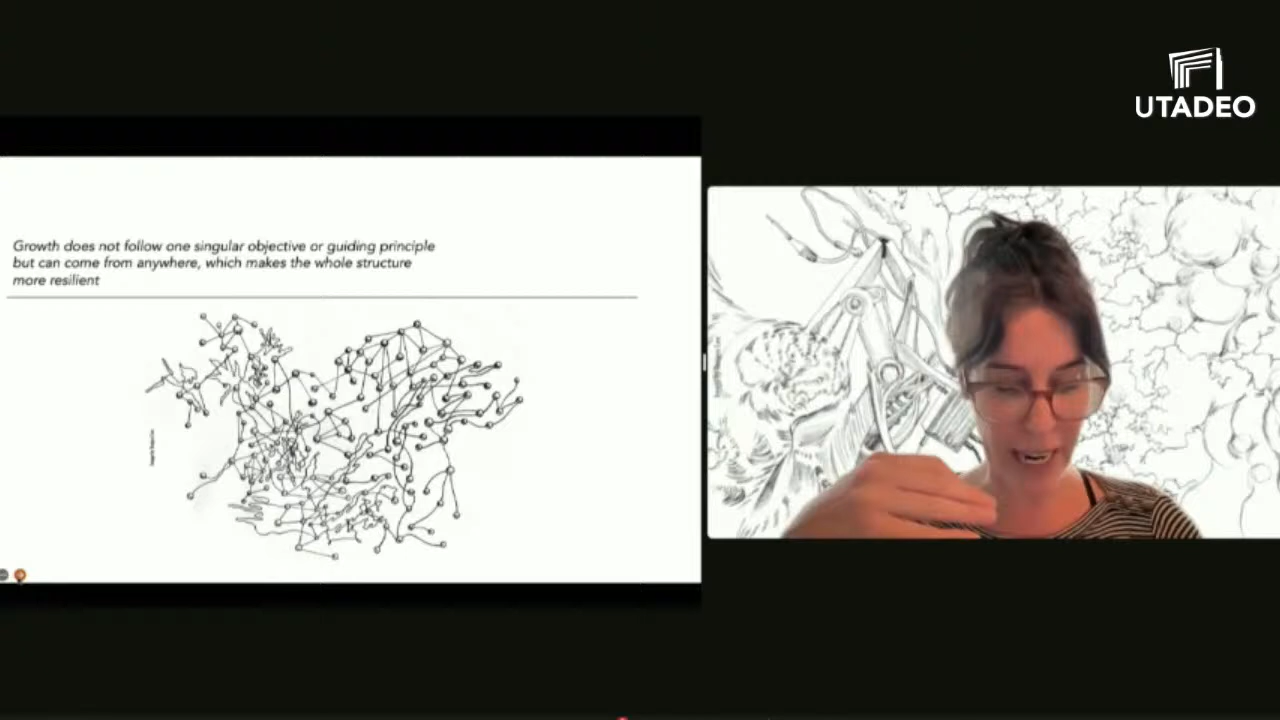 UTADEO
Growth does not follow one singular objective or guiding principle
but can come from anywhere, which makes the whole structure
more resilient